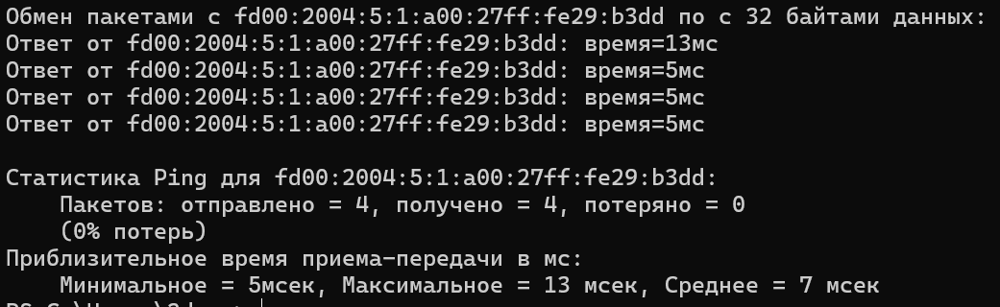 Обмен пакетами с fd00:2004:5:1:a00:27ff:fe29:b3dd по с 32 байтами данных:
Ответ от fd00:2004:5:1:a00:27ff:fe29:b3dd: время=13мс
Ответ от fd00:2004:5:1:a00:27ff:fe29:b3dd: время=5мс
Ответ от fd00:2004:5:1:a00:27ff:fe29:b3dd: время=5мс
Ответ от fd00:2004:5:1:a00:27ff:fe29:b3dd: время=5мс
Статистика Ping для fd00:2004:5:1:a00:27ff:fe29:b3dd:
Пакетов: отправлено = 4, получено = 4, потеряно = 0
(0% потерь)
Приблизительное время приема-передачи в мс:
Минимальное = 5мсек, Максимальное = 13 мсек, Среднее = 7 мсек